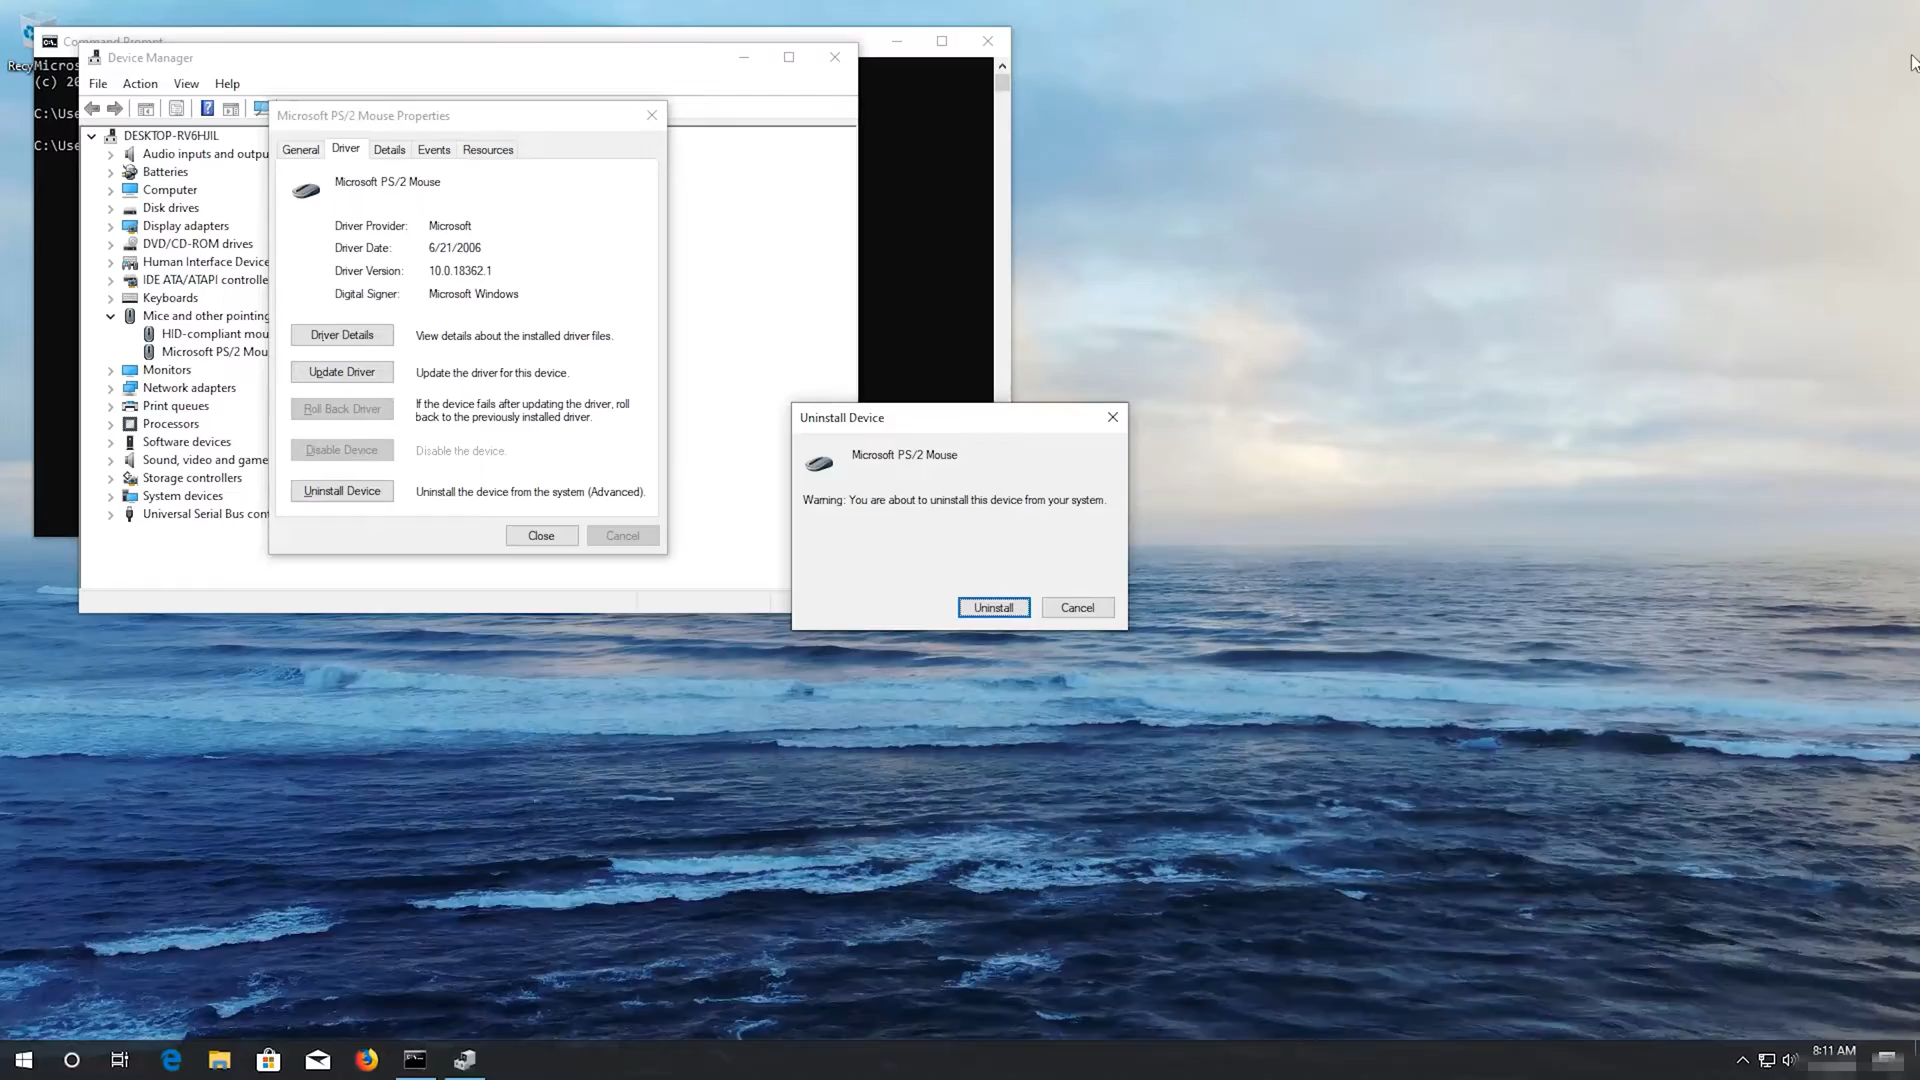 Command Prompt
Recy
Micros
(c) 20
C:\Use
C:\Use
Device Manager
File Action View Help
DESKTOP-RV6HJIL
Audio inputs and outpu
Batteries
Computer
Disk drives
Display adapters
DVD/CD-ROM drives
Human Interface Device
IDE ATA/ATAPI controlle
Keyboards
Mice and other pointing
HID-compliant mou
Microsoft PS/2 Mou
Monitors
Network adapters
Print queues
Processors
Software devices
Sound, video and game
Storage controllers
System devices
Universal Serial Bus cont
Microsoft PS/2 Mouse Properties
General Driver Details Events Resources
Microsoft PS/2 Mouse
Driver Provider: Microsoft
Driver Date: 6/21/2006
Driver Version: 10.0.18362.1
Digital Signer: Microsoft Windows
Driver Details View details about the installed driver files.
Update Driver Update the driver for this device.
Roll Back Driver If the device fails after updating the driver, roll
back to the previously installed driver.
Disable Device Disable the device.
Uninstall Device Uninstall the device from the system (Advanced).
Close Cancel
Uninstall Device
Microsoft PS/2 Mouse
Warning: You are about to uninstall this device from your system.
Uninstall Cancel
8:11 AM